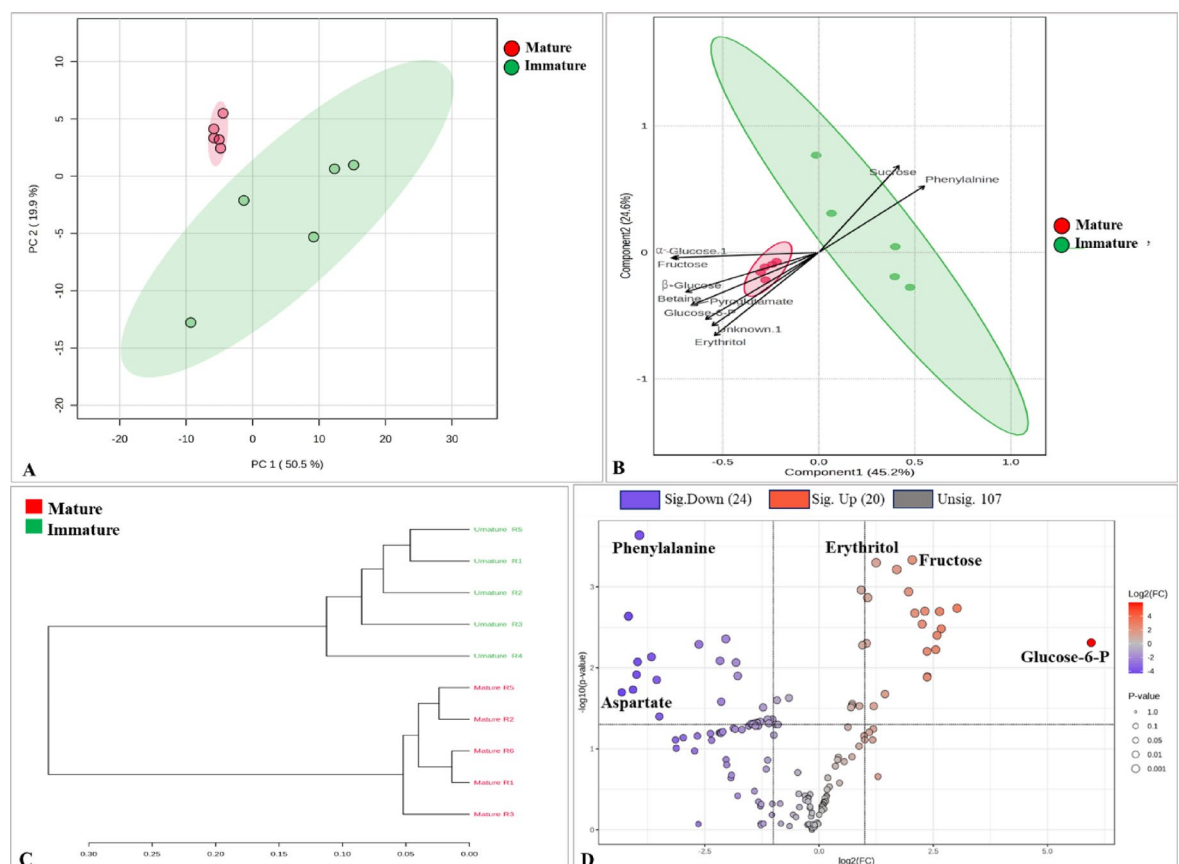 Mature
Immature
10
5
0
-5
-10
-15
-20
PC 2 ( 19.9 %)
-20 -10 0 10 20 30
PC 1 ( 50.5 %)
A
Sucrose
Phenylalnine
α-Glucose.1
Fructose
β-Glucose
Betaine
Pyroglutamate
Glucose-6-P
Unknown.1
Erythritol
1
0
-1
Component2 (24.6%)
-0.5 0.0 0.5 1.0
Component1 (45.2%)
B
Mature
Immature ,
Mature
Immature
Umature R5
Umature R1
Umature R2
Umature R3
Umature R4
Mature R5
Mature R2
Mature R6
Mature R1
Mature R3
0.30 0.25 0.20 0.15 0.10 0.05 0.00
C
Sig.Down (24) Sig. Up (20) Unsig. 107
Phenylalanine
Erythritol
Fructose
Glucose-6-P
Aspartate
3
2
1
0
-log10(p-value)
-2.5 0.0 2.5 5.0
log2(FC)
D
Log2(FC)
4
2
0
-2
-4
P-value
1.0
0.1
0.05
0.01
0.001